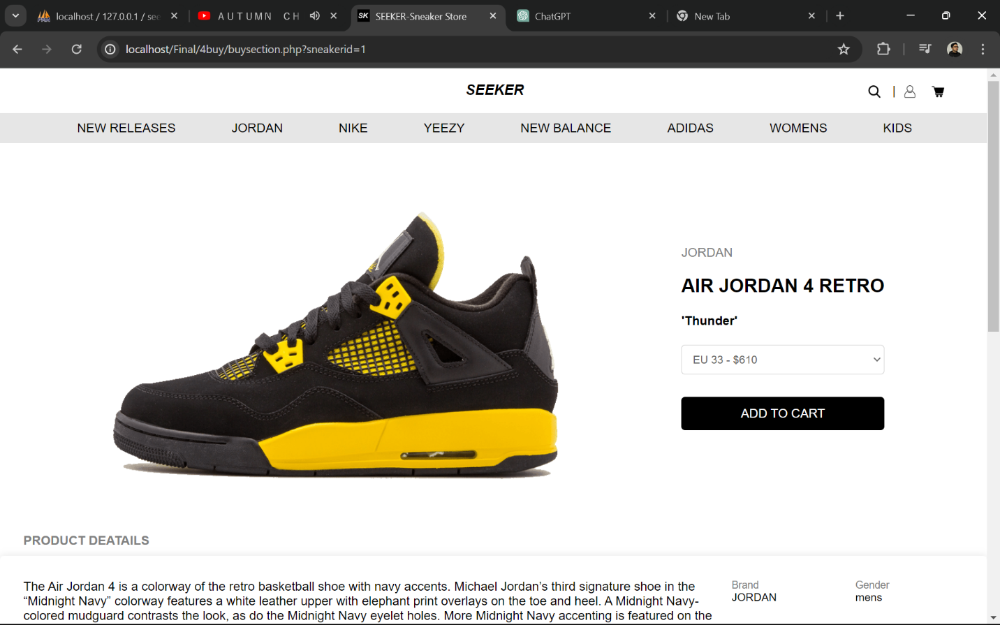 localhost / 127.0.0.1 / see
A U T U M N C H
SK
SEEKER-Sneaker Store
ChatGPT
New Tab
localhost/Final/4buy/buysection.php?sneakerid=1
SEEKER
|
NEW RELEASES JORDAN NIKE YEEZY NEW BALANCE ADIDAS WOMENS KIDS
JORDAN
AIR JORDAN 4 RETRO
'Thunder'
EU 33 - $610
ADD TO CART
PRODUCT DEATAILS
The Air Jordan 4 is a colorway of the retro basketball shoe with navy accents. Michael Jordan’s third signature shoe in the
“Midnight Navy” colorway features a white leather upper with elephant print overlays on the toe and heel. A Midnight Navy-
colored mudguard contrasts the look, as do the Midnight Navy eyelet holes. More Midnight Navy accenting is featured on the
Brand
JORDAN
Gender
mens